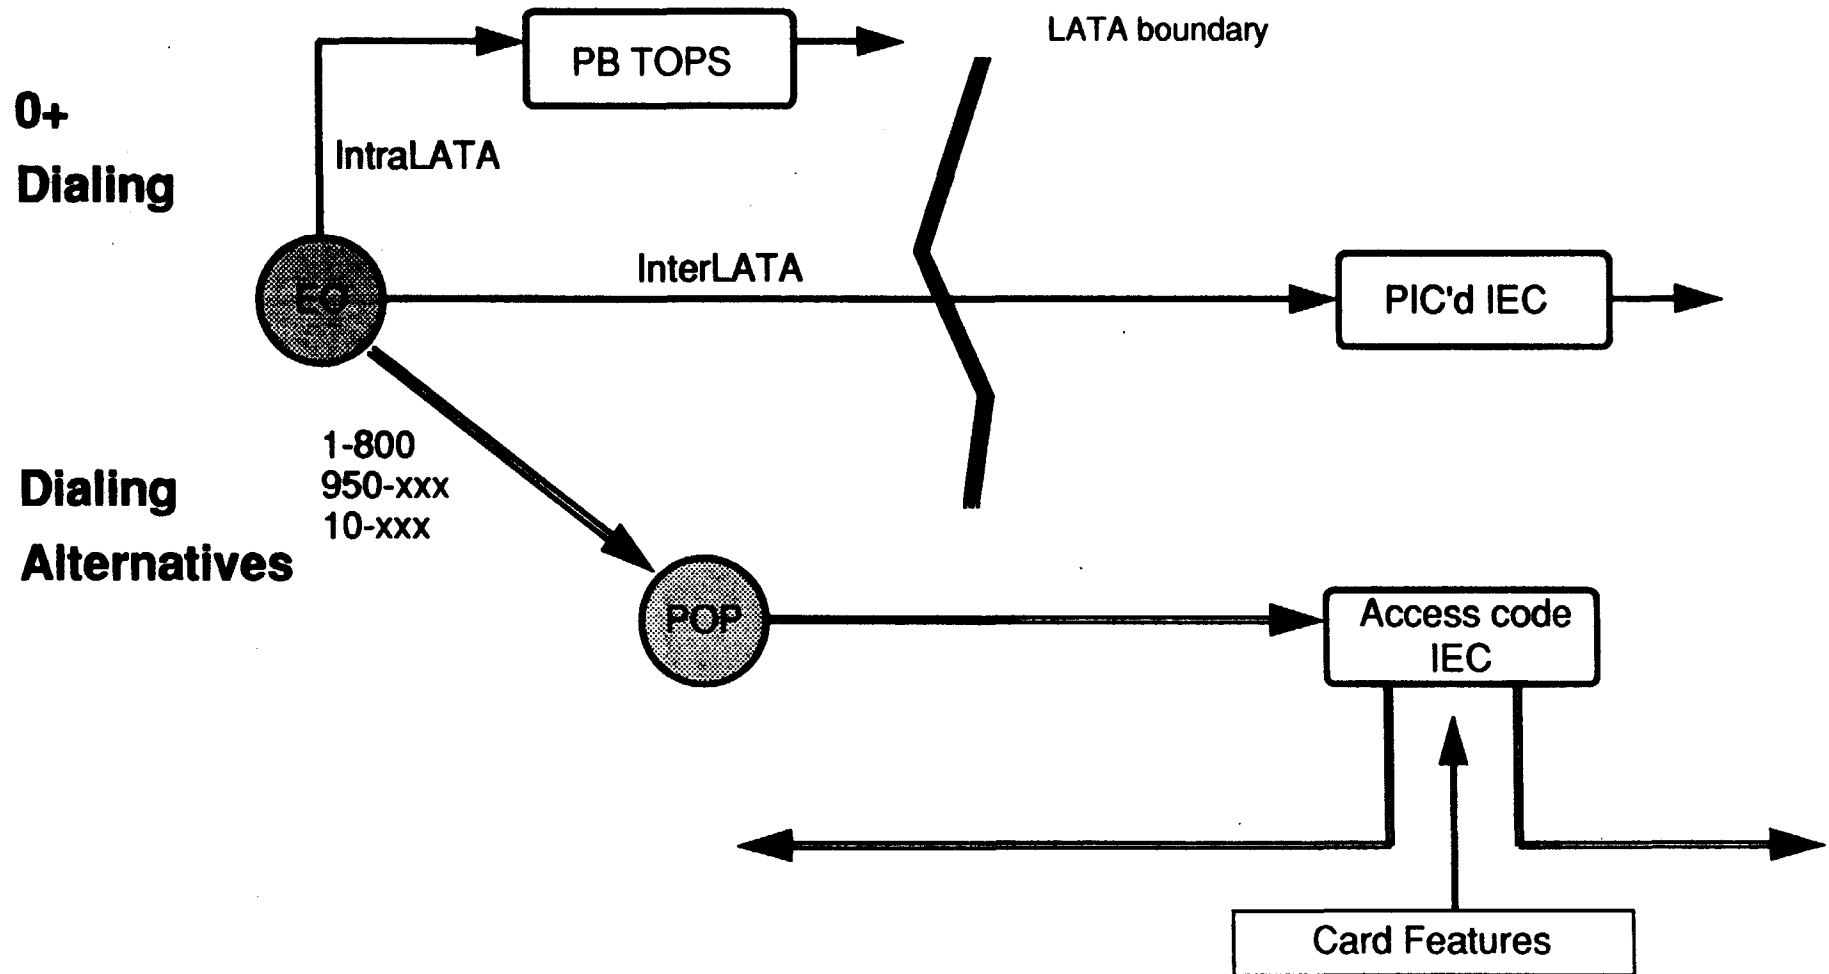 LATA boundary
PB TOPS
0+
Dialing
IntraLATA
InterLATA
EO
PIC'd IEC
1-800
950-xxx
10-xxx
Dialing
Alternatives
POP
Access code
IEC
Card Features